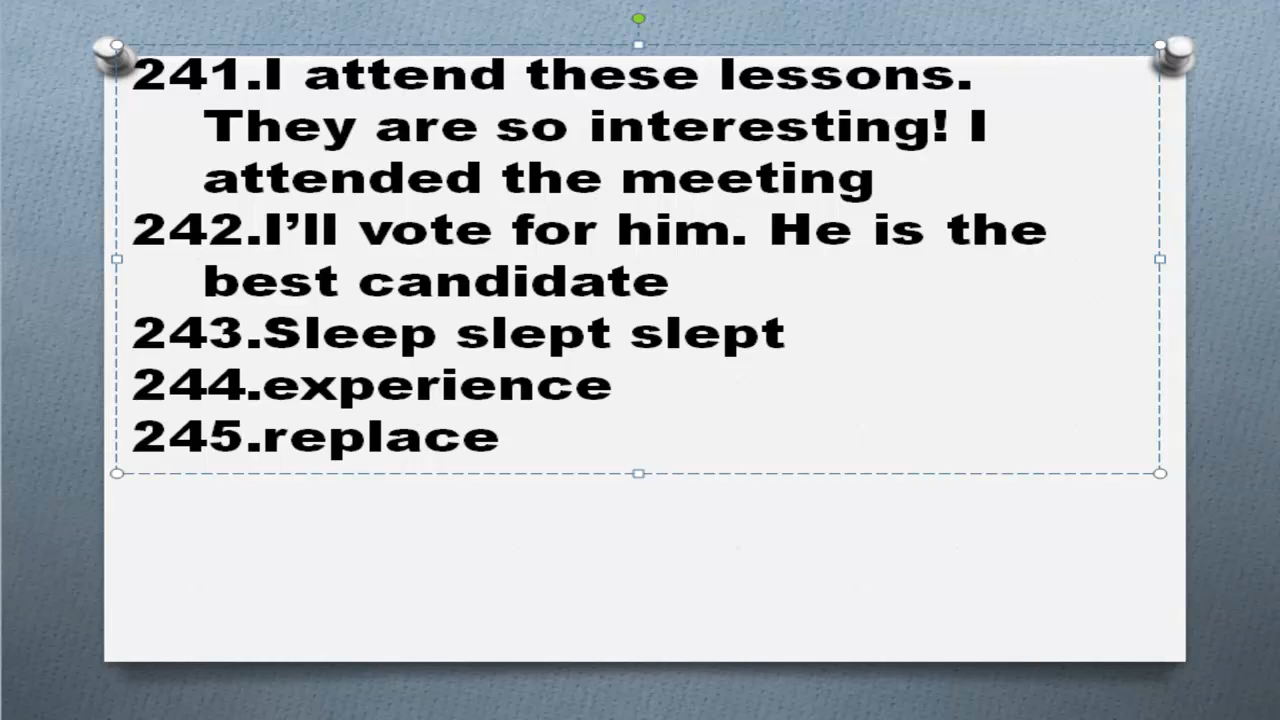 241.I attend these lessons.
They are so interesting! I
attended the meeting
242.I’ll vote for him. He is the
best candidate
243.Sleep slept slept
244.experience
245.replace